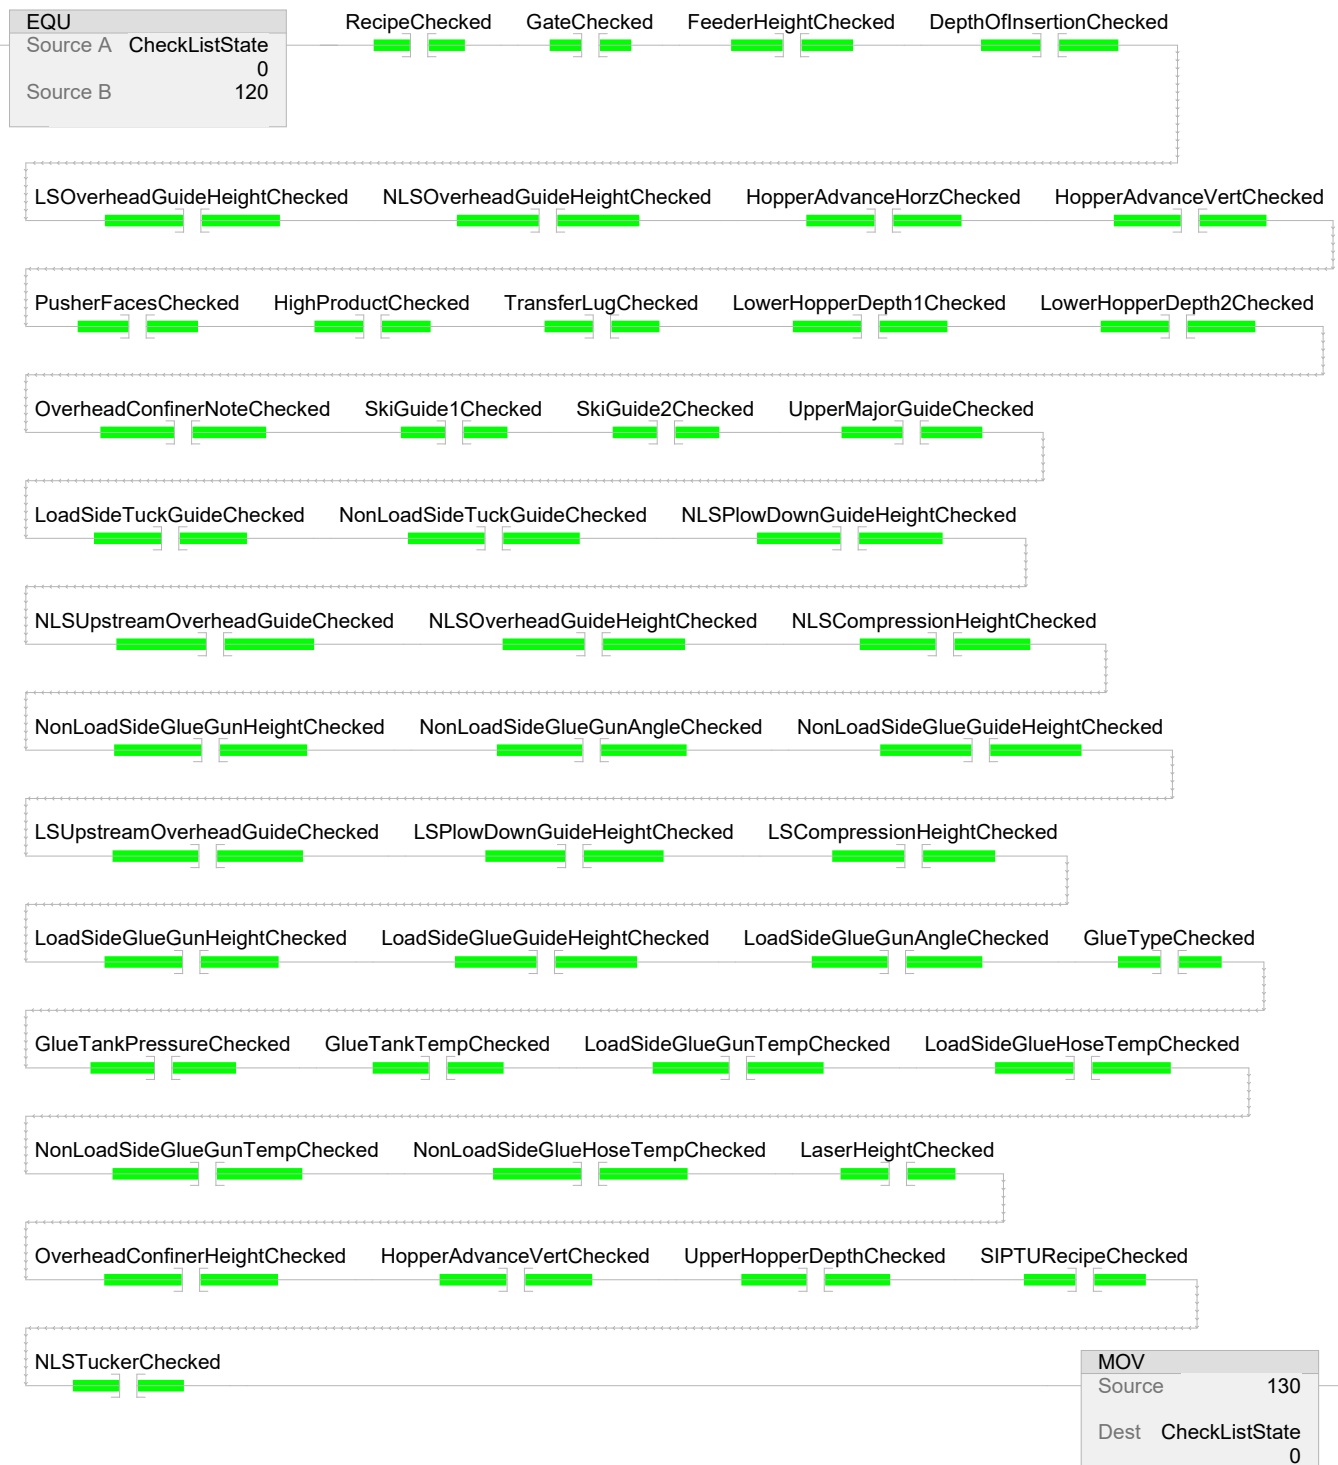 EQU
Source A CheckListState
0
Source B 120
RecipeChecked GateChecked FeederHeightChecked DepthOfInsertionChecked
LSOverheadGuideHeightChecked NLSOverheadGuideHeightChecked HopperAdvanceHorzChecked HopperAdvanceVertChecked
PusherFacesChecked HighProductChecked TransferLugChecked LowerHopperDepth1Checked LowerHopperDepth2Checked
OverheadConfinerNoteChecked SkiGuide1Checked SkiGuide2Checked UpperMajorGuideChecked
LoadSideTuckGuideChecked NonLoadSideTuckGuideChecked NLSPlowDownGuideHeightChecked
NLSUpstreamOverheadGuideChecked NLSOverheadGuideHeightChecked NLSCompressionHeightChecked
NonLoadSideGlueGunHeightChecked NonLoadSideGlueGunAngleChecked NonLoadSideGlueGuideHeightChecked
LSUpstreamOverheadGuideChecked LSPlowDownGuideHeightChecked LSCompressionHeightChecked
LoadSideGlueGunHeightChecked LoadSideGlueGuideHeightChecked LoadSideGlueGunAngleChecked GlueTypeChecked
GlueTankPressureChecked GlueTankTempChecked LoadSideGlueGunTempChecked LoadSideGlueHoseTempChecked
NonLoadSideGlueGunTempChecked NonLoadSideGlueHoseTempChecked LaserHeightChecked
OverheadConfinerHeightChecked HopperAdvanceVertChecked UpperHopperDepthChecked SIPTURecipeChecked
NLSTuckerChecked
MOV
Source 130
Dest CheckListState
0